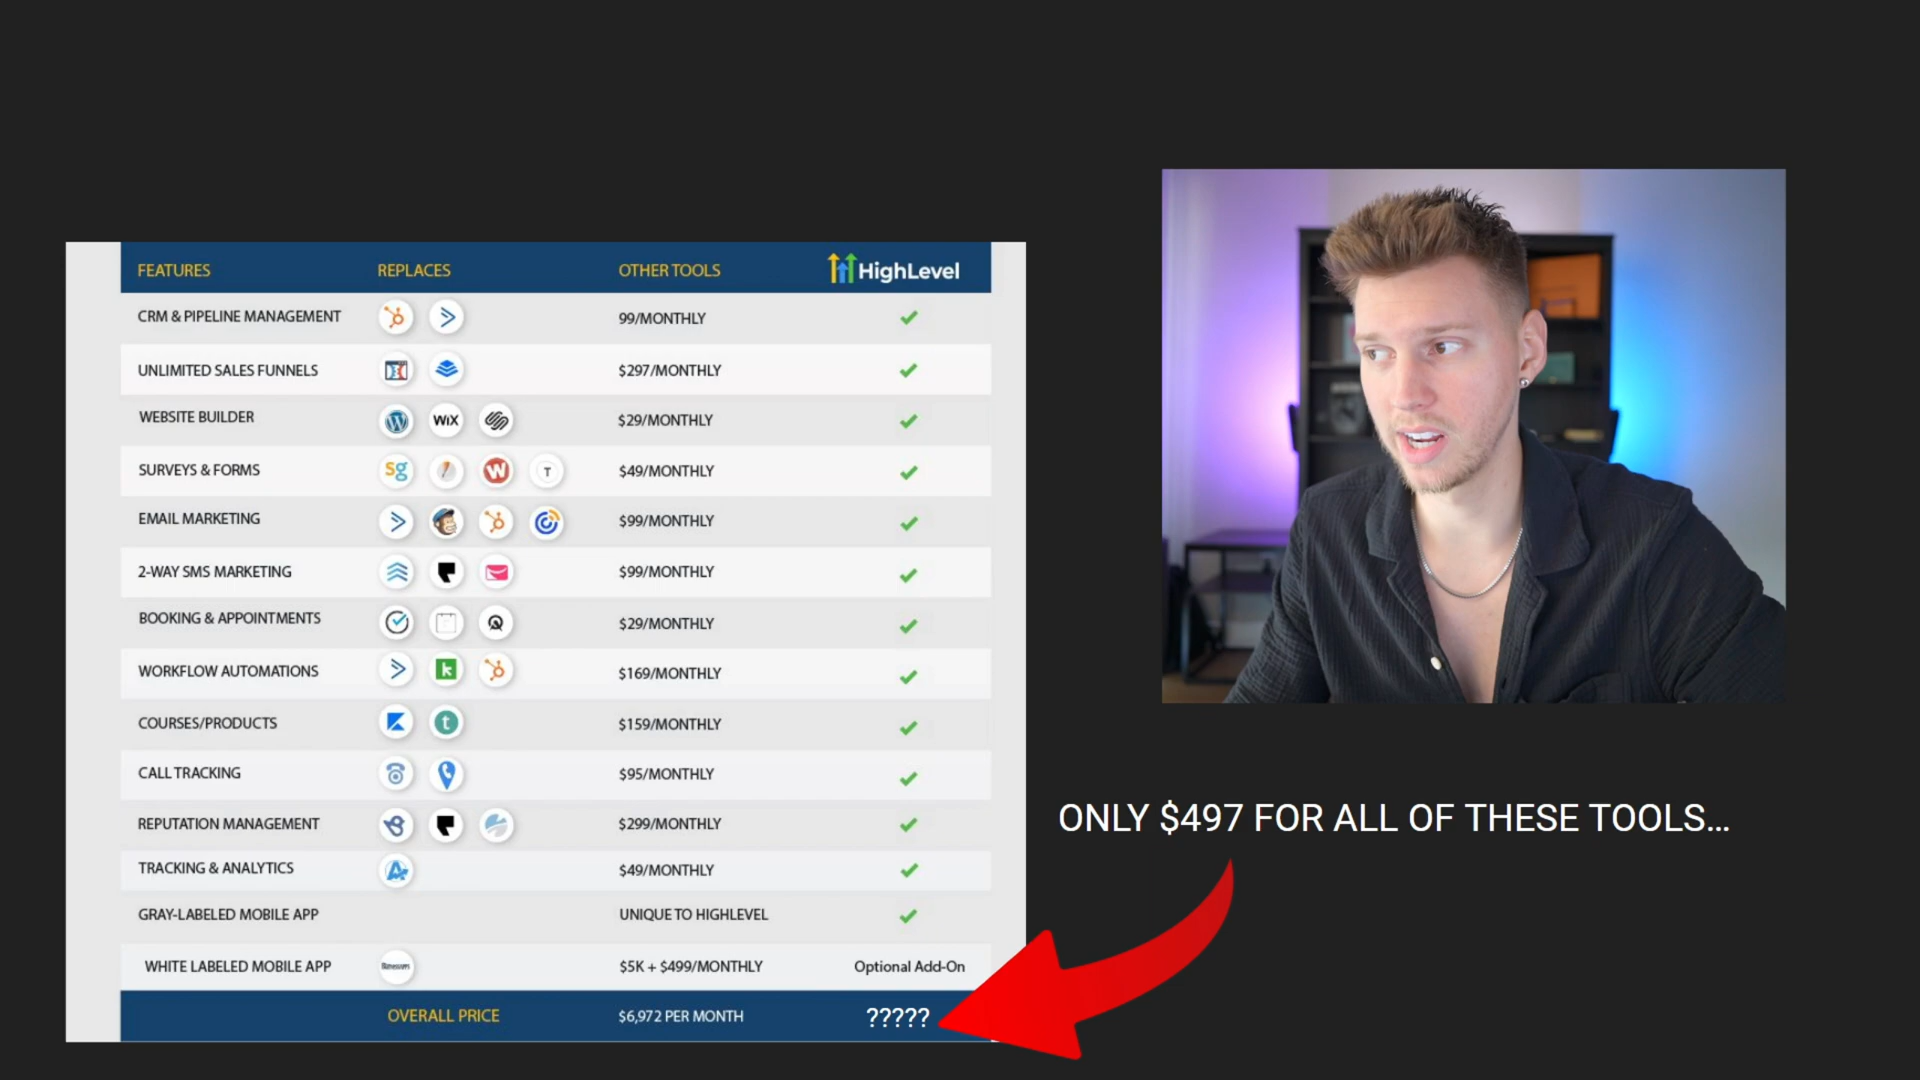 FEATURES REPLACES OTHER TOOLS HighLevel
CRM & PIPELINE MANAGEMENT 99/MONTHLY
UNLIMITED SALES FUNNELS $297/MONTHLY
WEBSITE BUILDER WiX $29/MONTHLY
SURVEYS & FORMS sg W T $49/MONTHLY
EMAIL MARKETING $99/MONTHLY
2-WAY SMS MARKETING $99/MONTHLY
BOOKING & APPOINTMENTS $29/MONTHLY
WORKFLOW AUTOMATIONS k $169/MONTHLY
COURSES/PRODUCTS t $159/MONTHLY
CALL TRACKING $95/MONTHLY
REPUTATION MANAGEMENT $299/MONTHLY
TRACKING & ANALYTICS $49/MONTHLY
GRAY-LABELED MOBILE APP UNIQUE TO HIGHLEVEL
WHITE LABELED MOBILE APP $5K + $499/MONTHLY Optional Add-On
OVERALL PRICE $6,972 PER MONTH ?????
ONLY $497 FOR ALL OF THESE TOOLS...